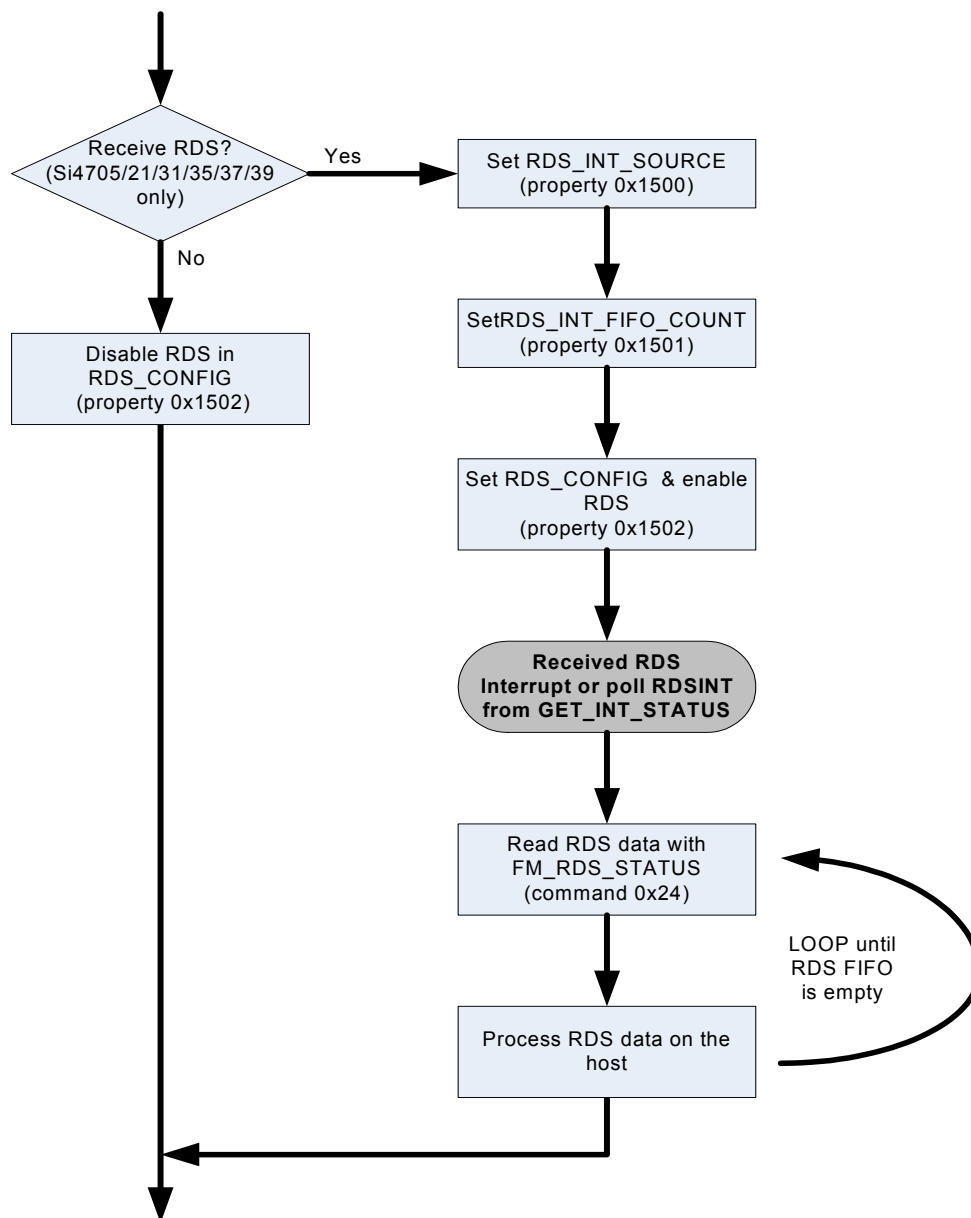 Receive RDS?
(Si4705/21/31/35/37/39
only)
Yes
No
Disable RDS in
RDS_CONFIG
(property 0x1502)
Set RDS_INT_SOURCE
(property 0x1500)
SetRDS_INT_FIFO_COUNT
(property 0x1501)
Set RDS_CONFIG & enable
RDS
(property 0x1502)
Received RDS
Interrupt or poll RDSINT
from GET_INT_STATUS
Read RDS data with
FM_RDS_STATUS
(command 0x24)
LOOP until
RDS FIFO
is empty
Process RDS data on the
host